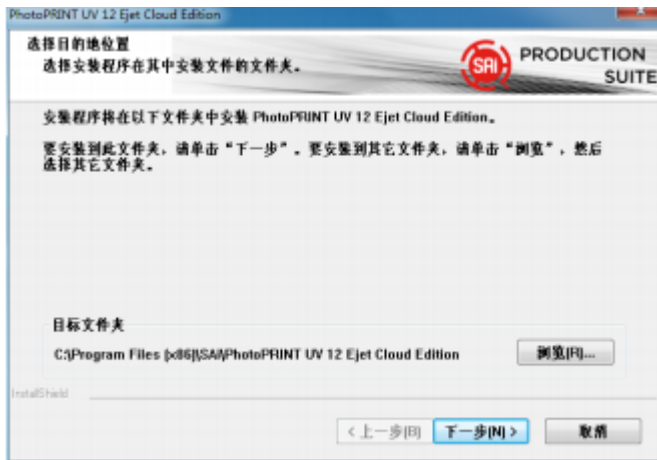 PhotoPRINT UV 12 Ejet Cloud Edition
选择目的地位置
选择安装程序在其中安装文件的文件夹。
SAi
PRODUCTION
SUITE
安装程序将在以下文件夹中安装 PhotoPRINT UV 12 Ejet Cloud Edition。
要安装到此文件夹，请单击“下一步”。要安装到其它文件夹，请单击“浏览”，然后
选择其它文件夹。
目标文件夹
C:\Program Files (x86)\SAi\PhotoPRINT UV 12 Ejet Cloud Edition
浏览(R)...
InstallShield
< 上一步(B)
下一步(N) >
取消